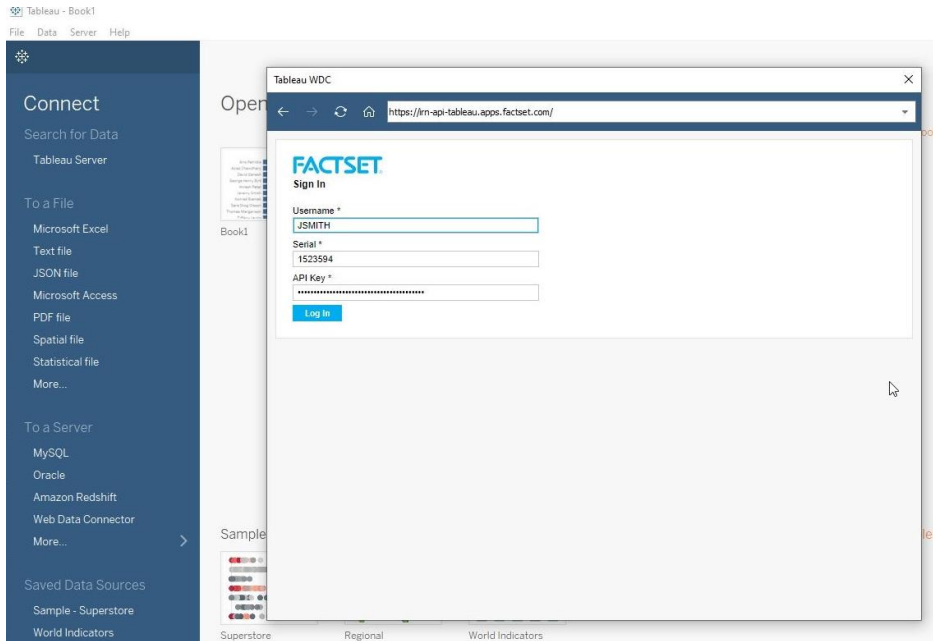 Tableau - Book1
File Data Server Help
Connect
Search for Data
Tableau Server
To a File
Microsoft Excel
Text file
JSON file
Microsoft Access
PDF file
Spatial file
Statistical file
More...
To a Server
MySQL
Oracle
Amazon Redshift
Web Data Connector
More...
Saved Data Sources
Sample - Superstore
World Indicators
Open
Book1
Sample
Superstore Regional World Indicators
Tableau WDC
https://irn-api-tableau.apps.factset.com/
FACTSET
Sign In
Username *
JSMITH
Serial *
1523594
API Key *
Log In